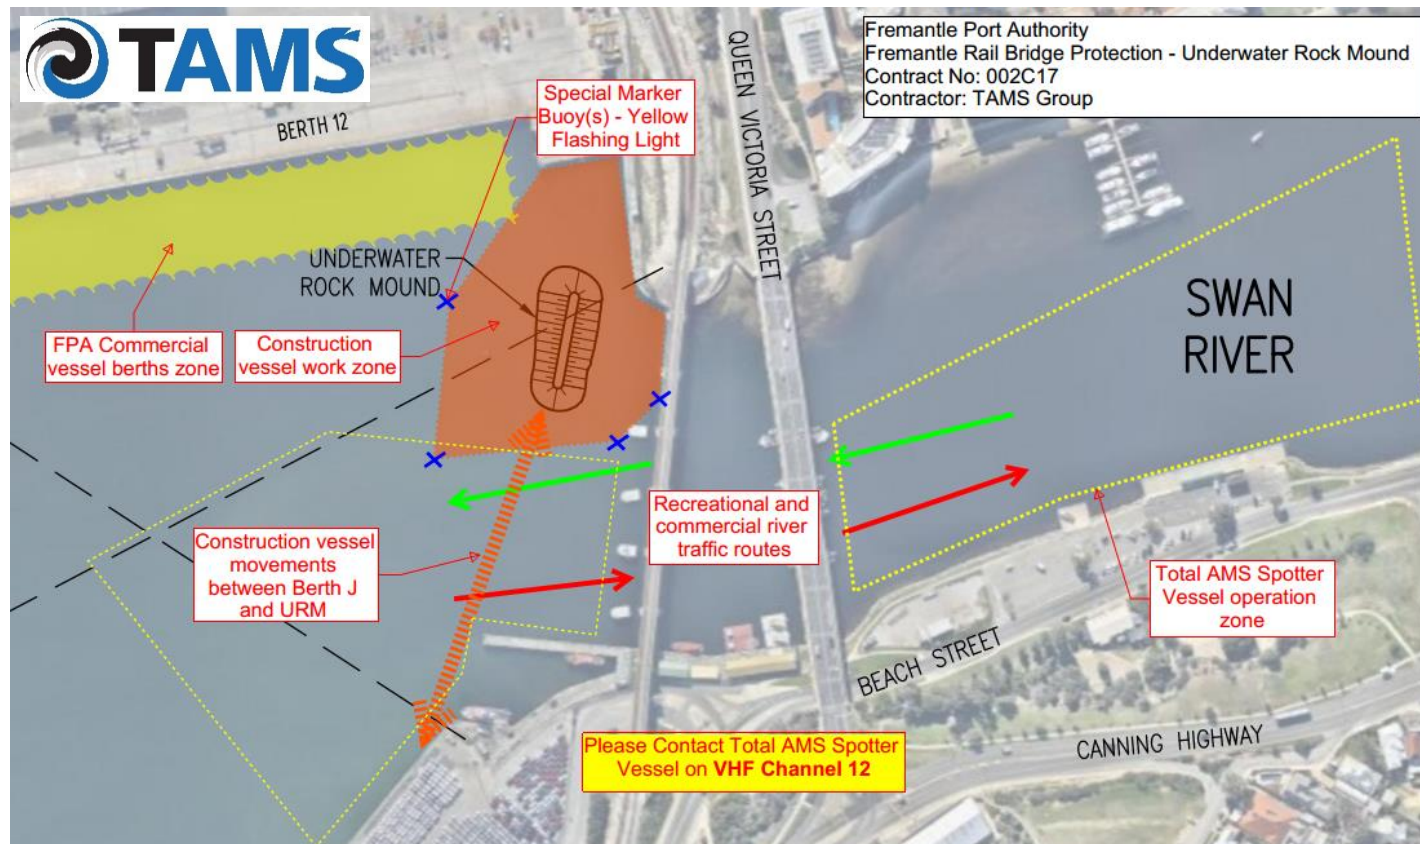 TAMS
Fremantle Port Authority
Fremantle Rail Bridge Protection - Underwater Rock Mound
Contract No: 002C17
Contractor: TAMS Group
BERTH 12
Special Marker
Buoy(s) - Yellow
Flashing Light
QUEEN VICTORIA STREET
UNDERWATER
ROCK MOUND
SWAN
RIVER
FPA Commercial
vessel berths zone
Construction
vessel work zone
Recreational and
commercial river
traffic routes
Construction vessel
movements
between Berth J
and URM
Total AMS Spotter
Vessel operation
zone
BEACH STREET
CANNING HIGHWAY
Please Contact Total AMS Spotter
Vessel on VHF Channel 12